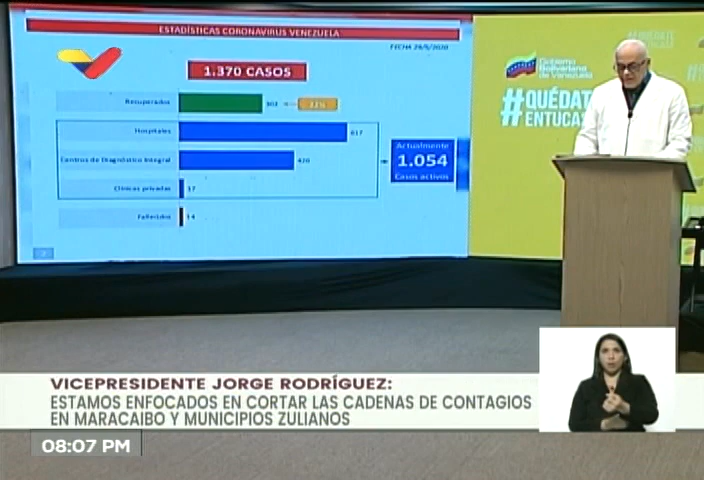 ESTADÍSTICAS CORONAVIRUS VENEZUELA
FECHA 29/5/2020
1.370 CASOS
Recuperados 302 22%
Hospitales 617
Centros de Diagnóstico Integral 420
Clínicas privadas 17
Fallecidos 14
Actualmente
1.054
Casos activos
Gobierno
Bolivariano
de Venezuela
#QUÉDATE
ENTUCASA
VICEPRESIDENTE JORGE RODRÍGUEZ:
ESTAMOS ENFOCADOS EN CORTAR LAS CADENAS DE CONTAGIOS
EN MARACAIBO Y MUNICIPIOS ZULIANOS
08:07 PM